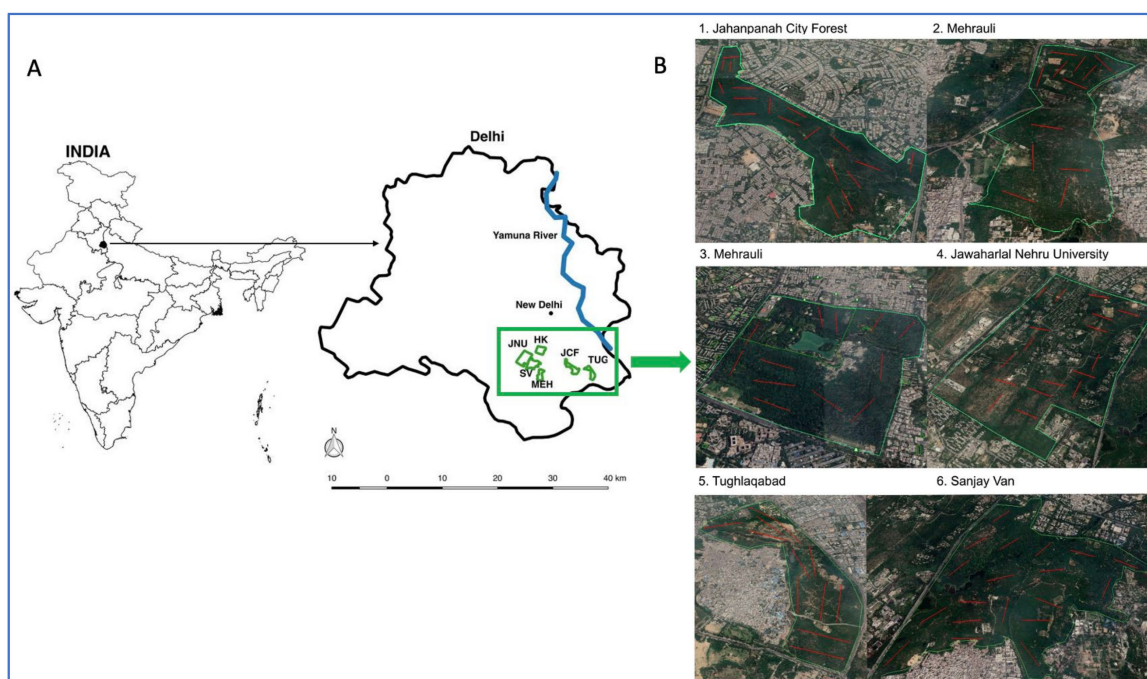 A
INDIA
Delhi
Yamuna River
New Delhi
JNU
HK
JCF
TUG
SV
MEH
N
10 0 10 20 30 40 km
B
1. Jahanpanah City Forest
2. Mehrauli
3. Mehrauli
4. Jawaharlal Nehru University
5. Tughlaqabad
6. Sanjay Van